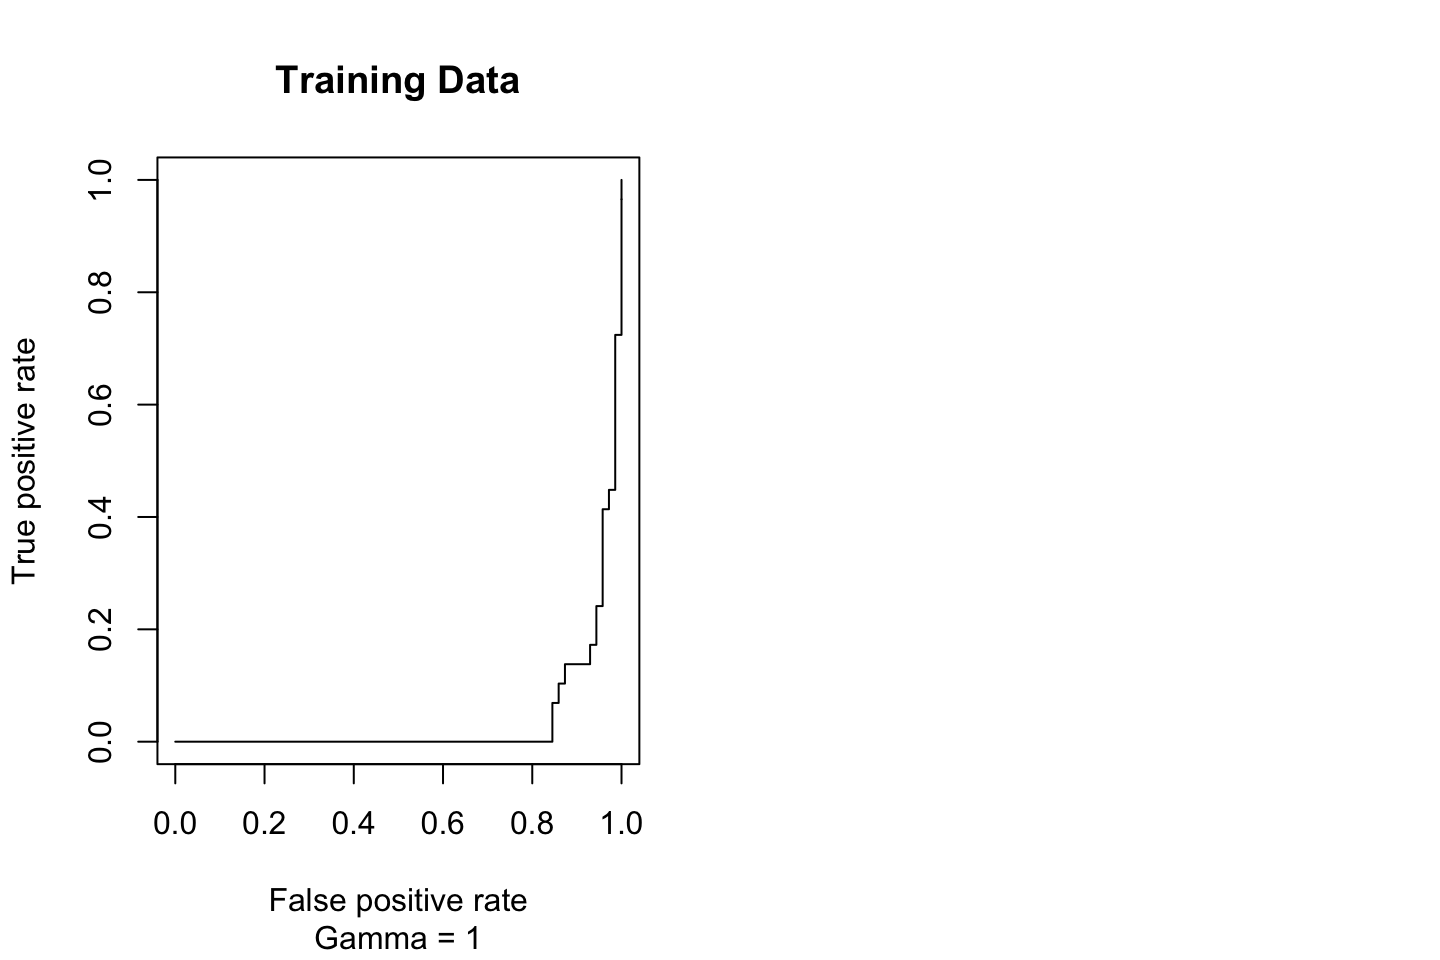 Training Data
True positive rate
1.0
0.8
0.6
0.4
0.2
0.0
0.0 0.2 0.4 0.6 0.8 1.0
False positive rate
Gamma = 1